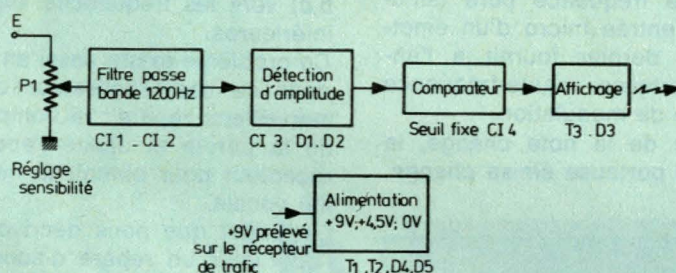 E
P1
Réglage
sensibilité
Filtre passe
bande 1200Hz
CI 1 _ CI 2
Détection
d'amplitude
CI 3 . D1. D2
Comparateur
Seuil fixe CI 4
Affichage
T3 . D3
+9V prélevé
sur le récepteur
de trafic
Alimentation
+9V;+4,5V; 0V
T1 , T2 , D4, D5